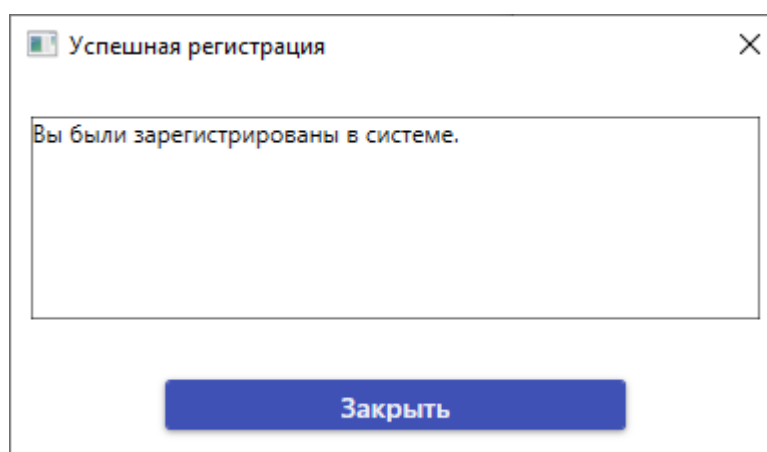 Успешная регистрация
Вы были зарегистрированы в системе.
Закрыть